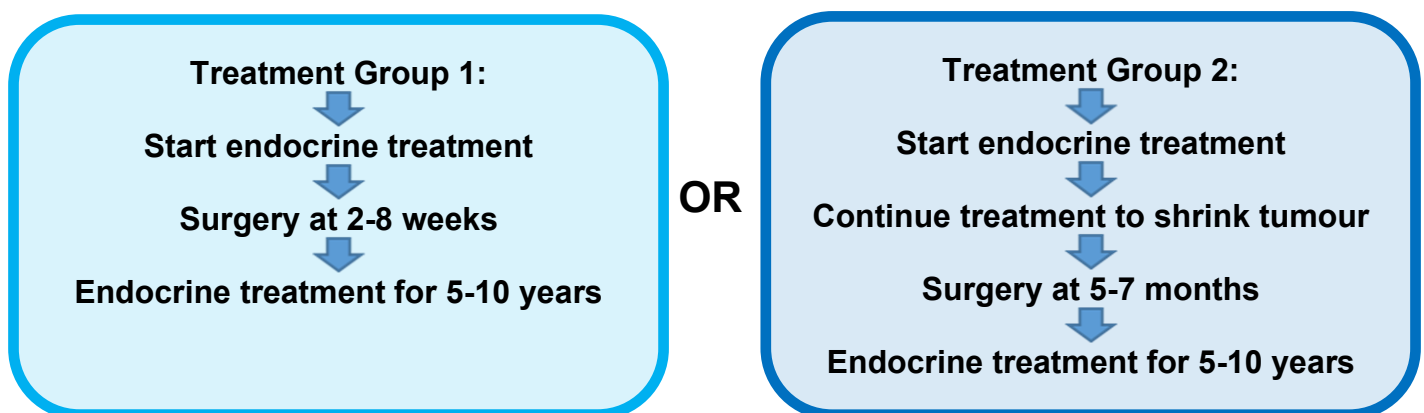 Treatment Group 1:
Start endocrine treatment
Surgery at 2-8 weeks
Endocrine treatment for 5-10 years
OR
Treatment Group 2:
Start endocrine treatment
Continue treatment to shrink tumour
Surgery at 5-7 months
Endocrine treatment for 5-10 years